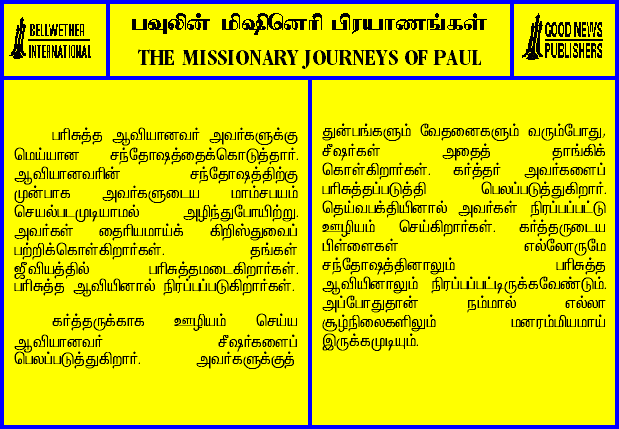 BELLWETHER
INTERNATIONAL
பவுலின் மிஷினெரி பிரயாணங்கள்
THE MISSIONARY JOURNEYS OF PAUL
GOOD NEWS
PUBLISHERS
பரிசுத்த ஆவியானவர் அவர்களுக்கு
மெய்யான சந்தோஷத்தைக்கொடுத்தார்.
ஆவியானவரின் சந்தோஷத்திற்கு
முன்பாக அவர்களுடைய மாம்சபயம்
செயல்படமுடியாமல் அழிந்துபோயிற்று.
அவர்கள் தைரியமாய்க் கிறிஸ்துவைப்
பற்றிக்கொள்கிறார்கள். தங்கள்
ஜீவியத்தில் பரிசுத்தமடைகிறார்கள்.
பரிசுத்த ஆவியினால் நிரப்பப்படுகிறார்கள்.
கர்த்தருக்காக ஊழியம் செய்ய
ஆவியானவர் சீஷர்களைப்
பெலப்படுத்துகிறார். அவர்களுக்குத்
துன்பங்களும் வேதனைகளும் வரும்போது,
சீஷர்கள் அதைத் தாங்கிக்
கொள்கிறார்கள். கர்த்தர் அவர்களைப்
பரிசுத்தப்படுத்தி பெலப்படுத்துகிறார்.
தெய்வபக்தியினால் அவர்கள் நிரப்பப்பட்டு
ஊழியம் செய்கிறார்கள். கர்த்தருடைய
பிள்ளைகள் எல்லோருமே
சந்தோஷத்தினாலும் பரிசுத்த
ஆவியினாலும் நிரப்பப்பட்டிருக்கவேண்டும்.
அப்போதுதான் நம்மால் எல்லா
சூழ்நிலைகளிலும் மனரம்மியமாய்
இருக்கமுடியும்.